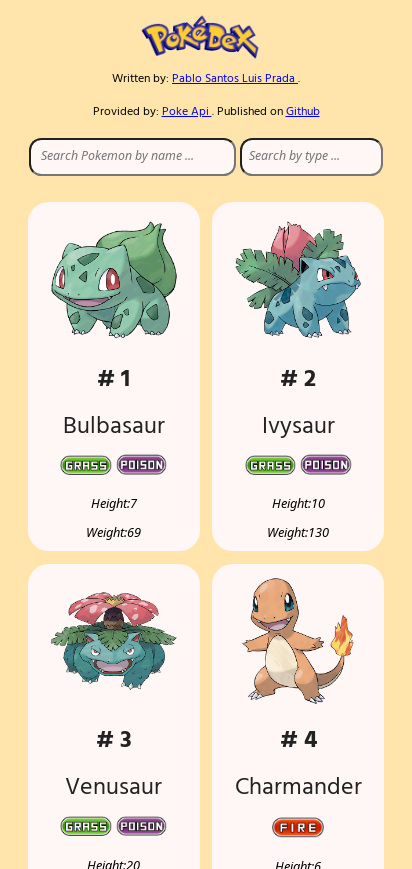 PokéDex
Written by: Pablo Santos Luis Prada .
Provided by: Poke Api . Published on Github
Search Pokemon by name ...
Search by type ...
# 1
Bulbasaur
GRASS POISON
Height:7
Weight:69
# 2
Ivysaur
GRASS POISON
Height:10
Weight:130
# 3
Venusaur
GRASS POISON
Height:20
# 4
Charmander
FIRE
Height:6